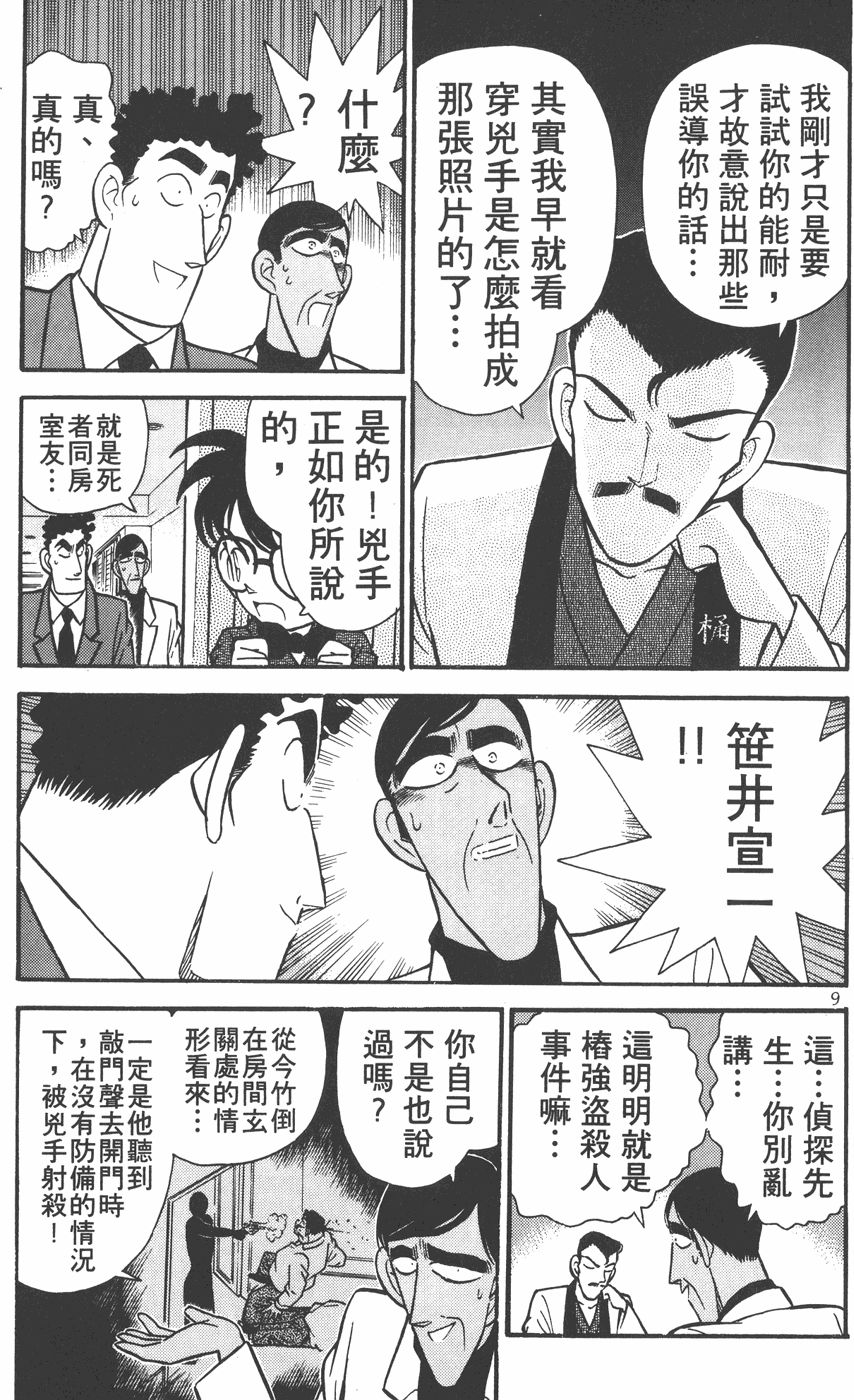 我剛才只是要
試試你的能耐，
才故意說出那些
誤導你的話…
其實我早就看
穿兇手是怎麼拍成
那張照片的了…
桶
什麼
？
真、
真的嗎？
是的！兇手
正如你所說
的，
就是死
者同房
室友…
笹井宣一
!!
9
這…偵探先
生…你別亂
講…
這明明就是
樁強盜殺人
事件嘛…
你自己
不是也說
過嗎？
從今竹倒
在房間玄
關處的情
形看來…
一定是他聽到
敲門聲去開門時
，在沒有防備的情況
下，被兇手射殺！